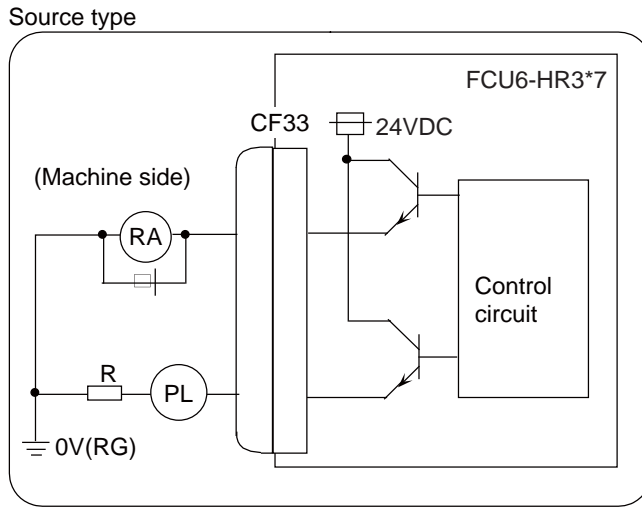 Source type
FCU6-HR3*7
CF33
24VDC
(Machine side)
RA
Control
circuit
R
PL
0V(RG)